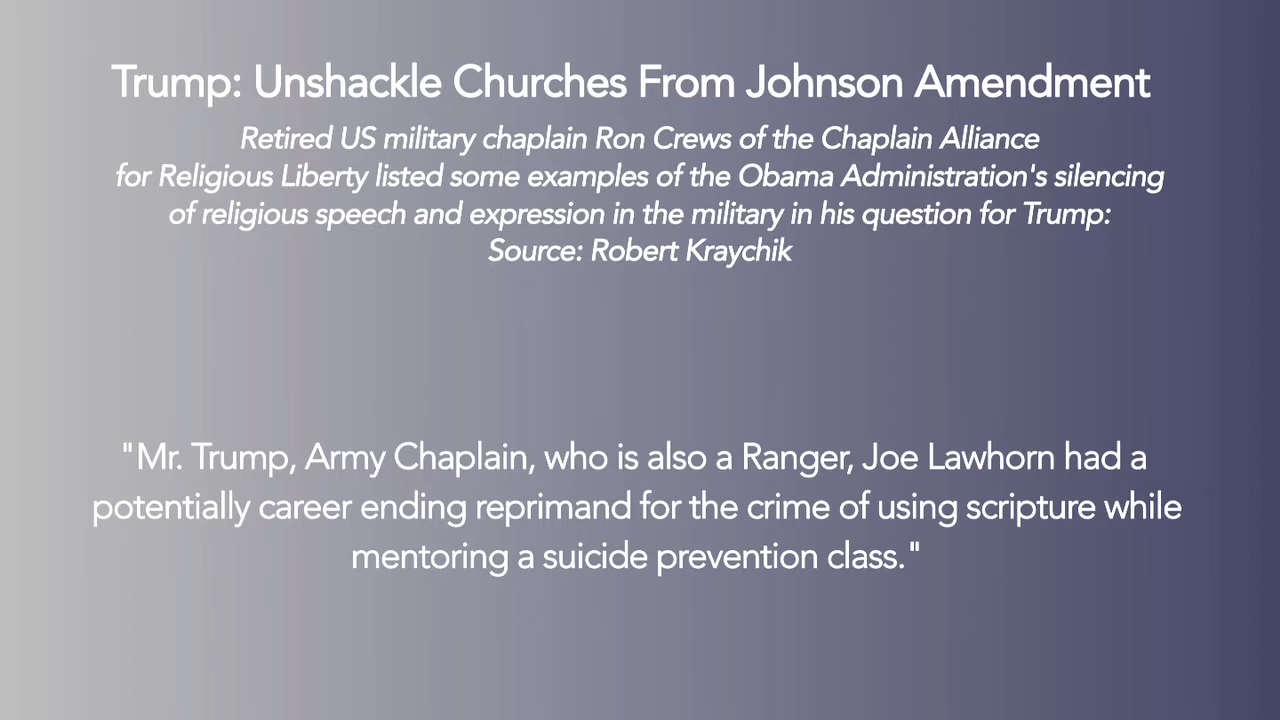 Trump: Unshackle Churches From Johnson Amendment
Retired US military chaplain Ron Crews of the Chaplain Alliance
for Religious Liberty listed some examples of the Obama Administration's silencing
of religious speech and expression in the military in his question for Trump:
Source: Robert Kraychik
"Mr. Trump, Army Chaplain, who is also a Ranger, Joe Lawhorn had a
potentially career ending reprimand for the crime of using scripture while
mentoring a suicide prevention class."